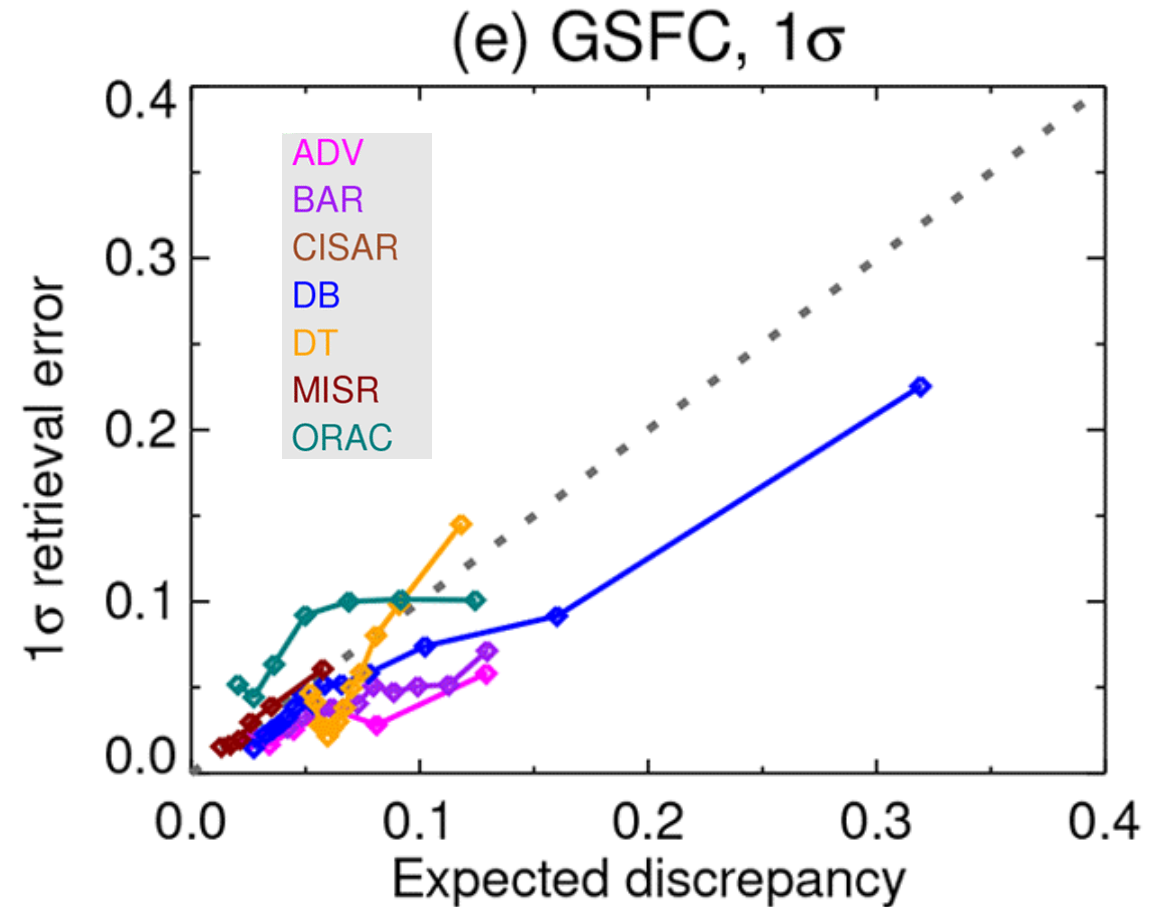 (e) GSFC, 1σ
0.4
0.3
0.2
0.1
0.0
1σ retrieval error
ADV
BAR
CISAR
DB
DT
MISR
ORAC
0.0 0.1 0.2 0.3 0.4
Expected discrepancy